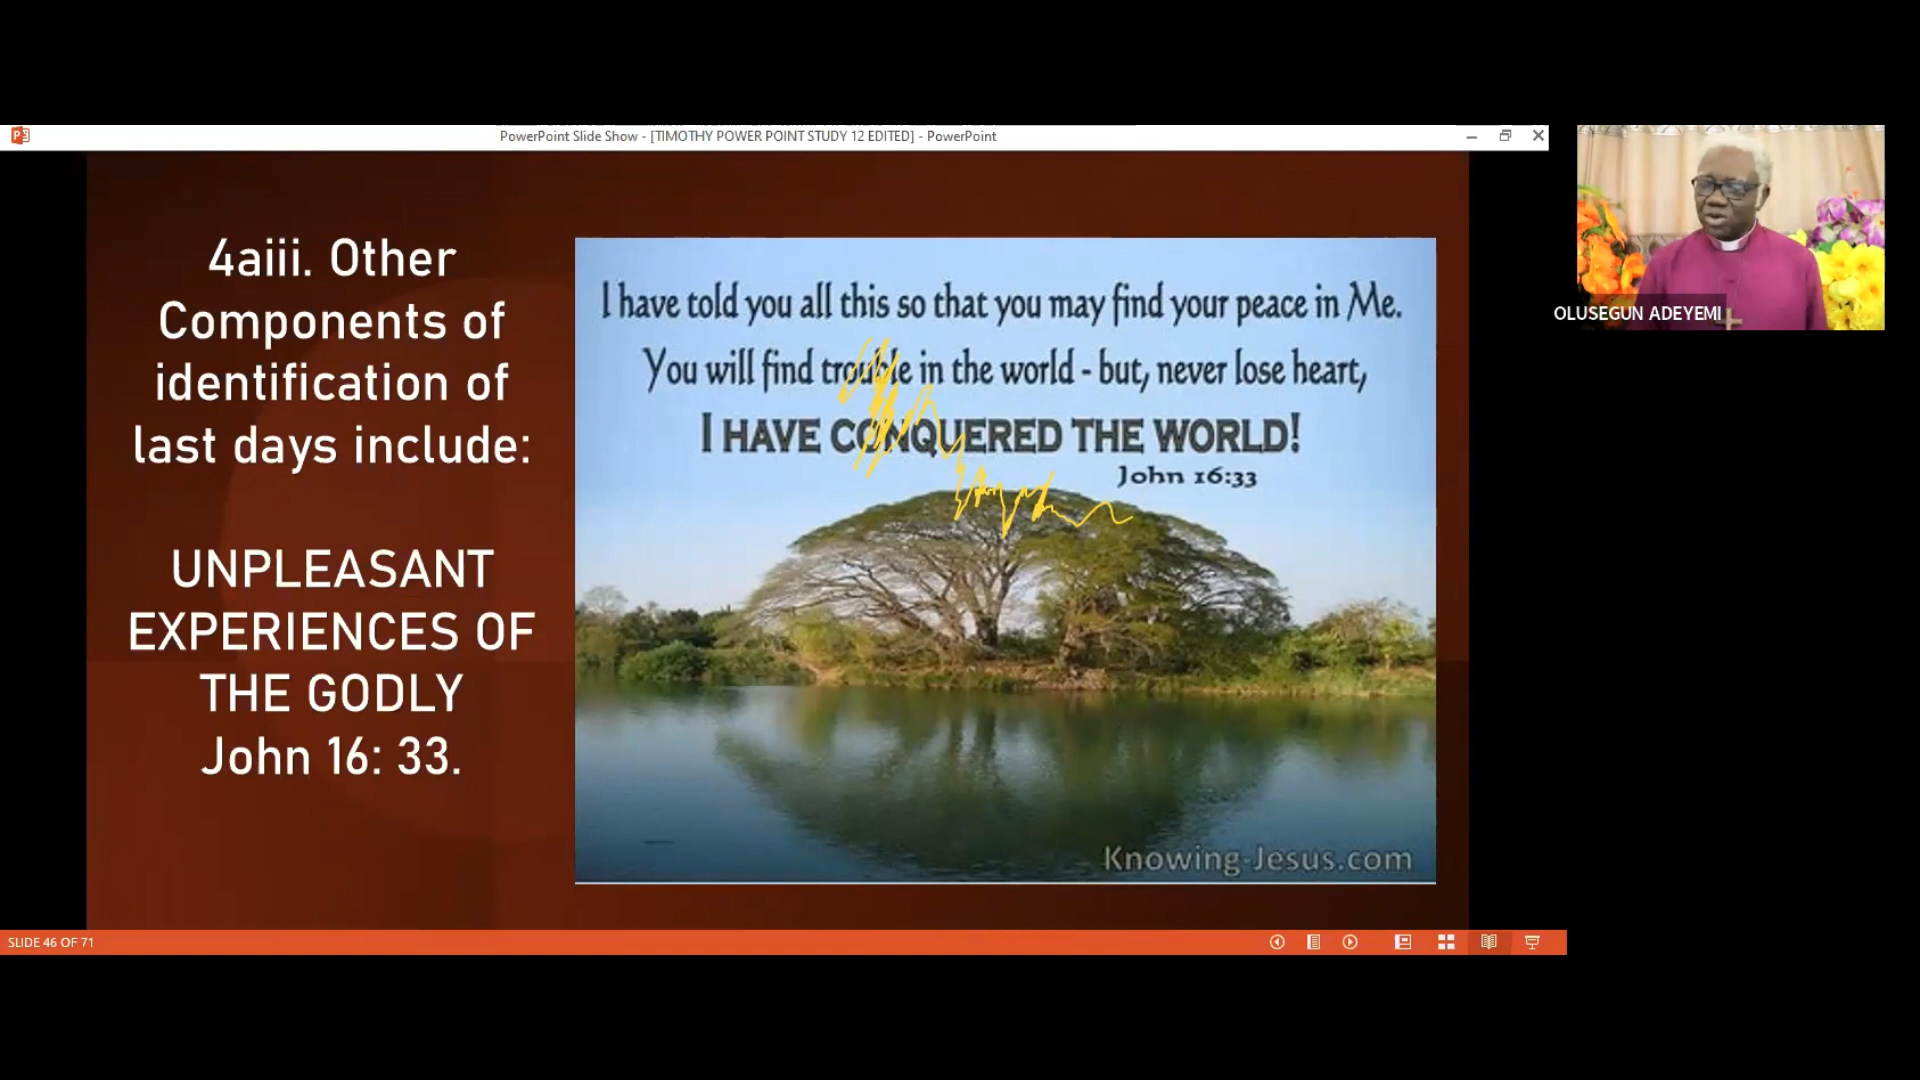 PowerPoint Slide Show - [TIMOTHY POWER POINT STUDY 12 EDITED] - PowerPoint
4aiii. Other
Components of
identification of
last days include:
UNPLEASANT
EXPERIENCES OF
THE GODLY
John 16: 33.
I have told you all this so that you may find your peace in Me.
You will find trouble in the world - but, never lose heart,
I HAVE CONQUERED THE WORLD!
John 16:33
Knowing-Jesus.com
OLUSEGUN ADEYEMI
SLIDE 46 OF 71